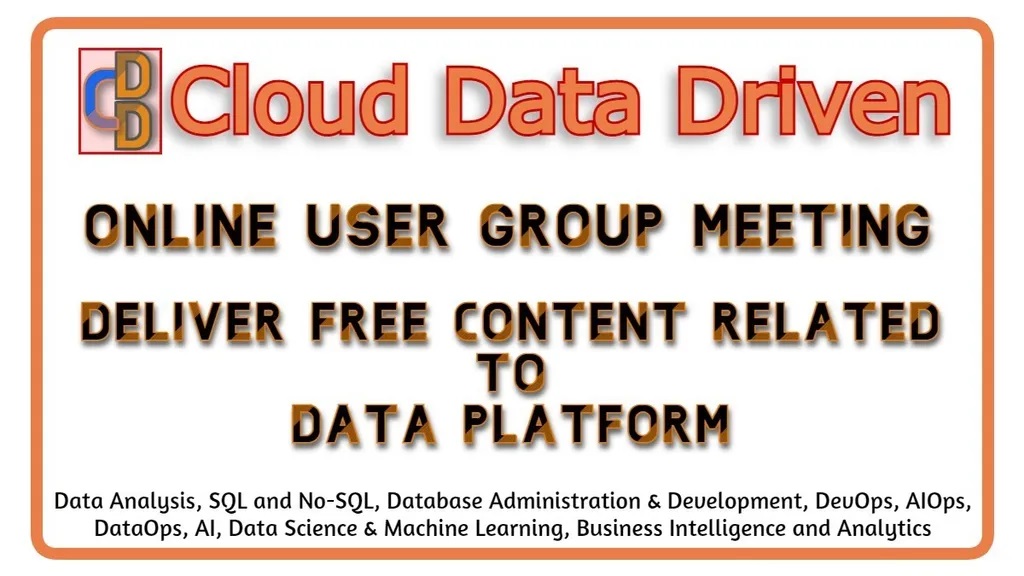 CDD Cloud Data Driven
ONLINE USER GROUP MEETING
DELIVER FREE CONTENT RELATED
TO
DATA PLATFORM
Data Analysis, SQL and No-SQL, Database Administration & Development, DevOps, AIOps,
DataOps, AI, Data Science & Machine Learning, Business Intelligence and Analytics